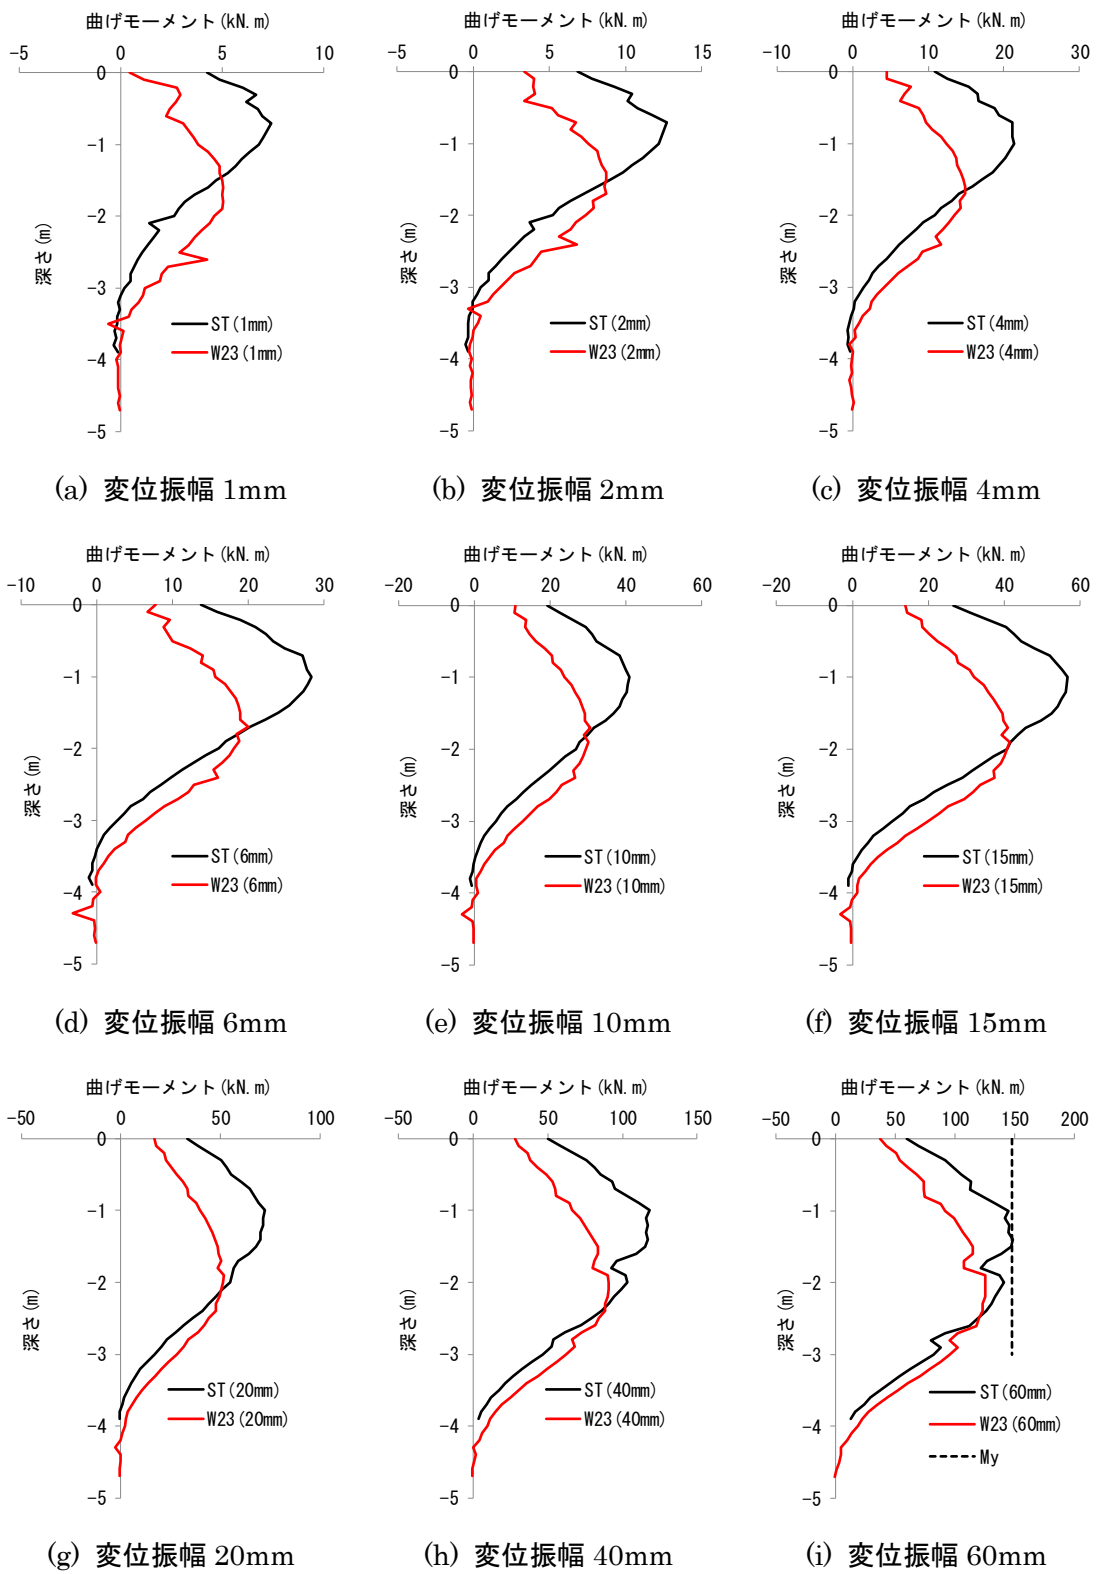 曲げモーメント(kN.m)
-5 0 5 10
0
-1
-2
-3
-4
-5
深さ(m)
ST(1mm)
W23(1mm)
(a) 変位振幅 1mm
曲げモーメント(kN.m)
-5 0 5 10 15
0
-1
-2
-3
-4
-5
深さ(m)
ST(2mm)
W23(2mm)
(b) 変位振幅 2mm
曲げモーメント(kN.m)
-10 0 10 20 30
0
-1
-2
-3
-4
-5
深さ(m)
ST(4mm)
W23(4mm)
(c) 変位振幅 4mm
曲げモーメント(kN.m)
-10 0 10 20 30
0
-1
-2
-3
-4
-5
深さ(m)
ST(6mm)
W23(6mm)
(d) 変位振幅 6mm
曲げモーメント(kN.m)
-20 0 20 40 60
0
-1
-2
-3
-4
-5
深さ(m)
ST(10mm)
W23(10mm)
(e) 変位振幅 10mm
曲げモーメント(kN.m)
-20 0 20 40 60
0
-1
-2
-3
-4
-5
深さ(m)
ST(15mm)
W23(15mm)
(f) 変位振幅 15mm
曲げモーメント(kN.m)
-50 0 50 100
0
-1
-2
-3
-4
-5
深さ(m)
ST(20mm)
W23(20mm)
(g) 変位振幅 20mm
曲げモーメント(kN.m)
-50 0 50 100 150
0
-1
-2
-3
-4
-5
深さ(m)
ST(40mm)
W23(40mm)
(h) 変位振幅 40mm
曲げモーメント(kN.m)
-50 0 50 100 150 200
0
-1
-2
-3
-4
-5
深さ(m)
ST(60mm)
W23(60mm)
My
(i) 変位振幅 60mm